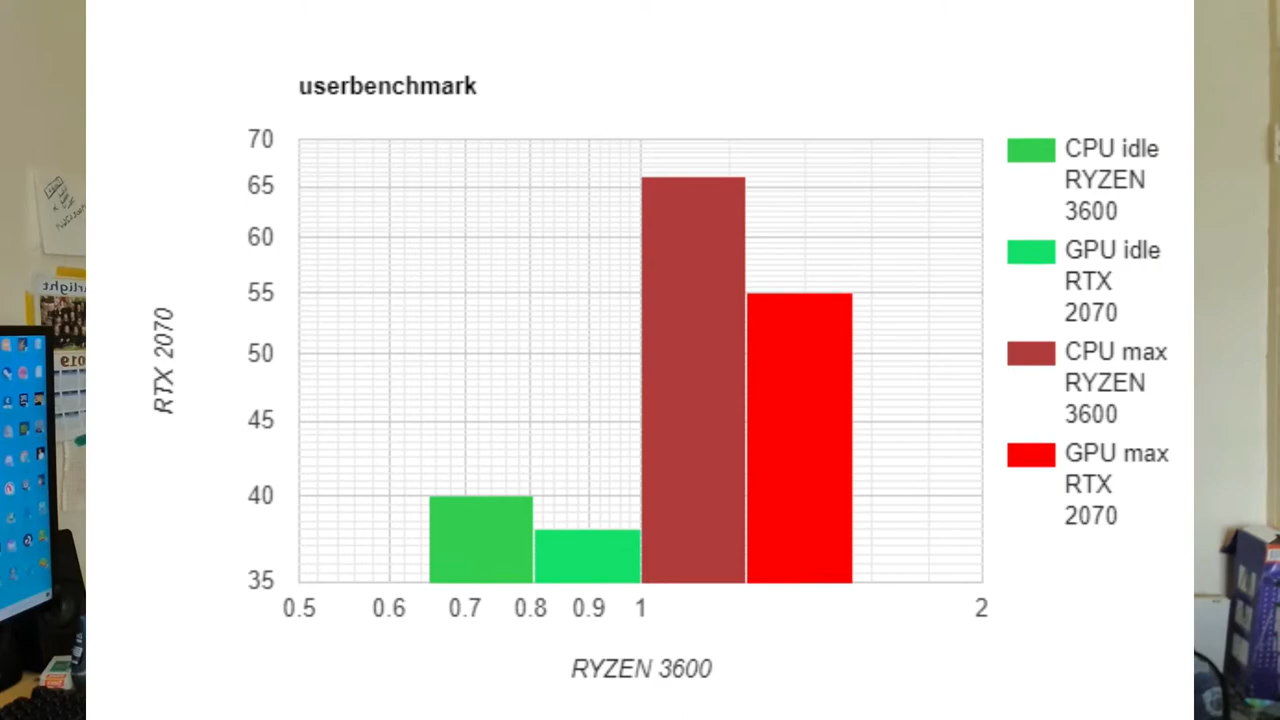 userbenchmark
70
65
60
55
50
45
40
35
0.5 0.6 0.7 0.8 0.9 1 2
RTX 2070
RYZEN 3600
CPU idle
RYZEN
3600
GPU idle
RTX
2070
CPU max
RYZEN
3600
GPU max
RTX
2070
arlight
2019